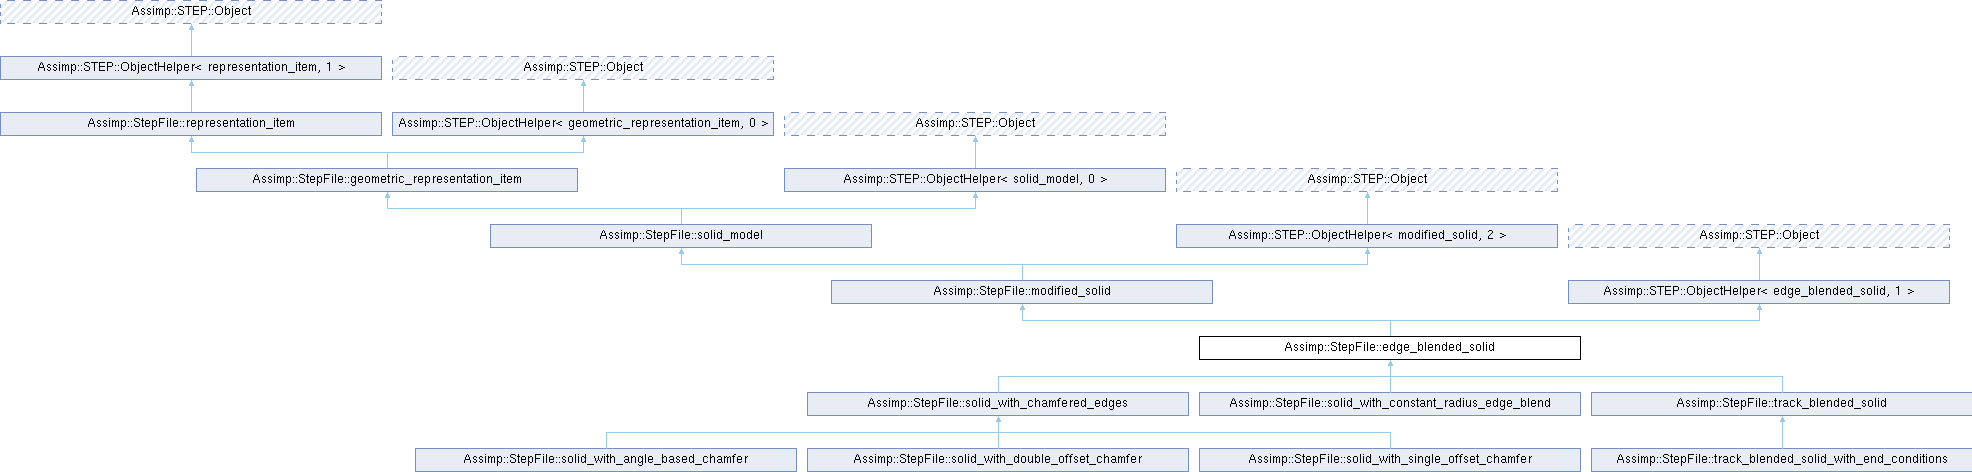 Assimp::STEP::Object
Assimp::STEP::ObjectHelper< representation_item, 1 >
Assimp::STEP::Object
Assimp::StepFile::representation_item
Assimp::STEP::ObjectHelper< geometric_representation_item, 0 >
Assimp::STEP::Object
Assimp::StepFile::geometric_representation_item
Assimp::STEP::ObjectHelper< solid_model, 0 >
Assimp::STEP::Object
Assimp::StepFile::solid_model
Assimp::STEP::ObjectHelper< modified_solid, 2 >
Assimp::STEP::Object
Assimp::StepFile::modified_solid
Assimp::STEP::ObjectHelper< edge_blended_solid, 1 >
Assimp::StepFile::edge_blended_solid
Assimp::StepFile::solid_with_chamfered_edges
Assimp::StepFile::solid_with_constant_radius_edge_blend
Assimp::StepFile::track_blended_solid
Assimp::StepFile::solid_with_angle_based_chamfer
Assimp::StepFile::solid_with_double_offset_chamfer
Assimp::StepFile::solid_with_single_offset_chamfer
Assimp::StepFile::track_blended_solid_with_end_conditions